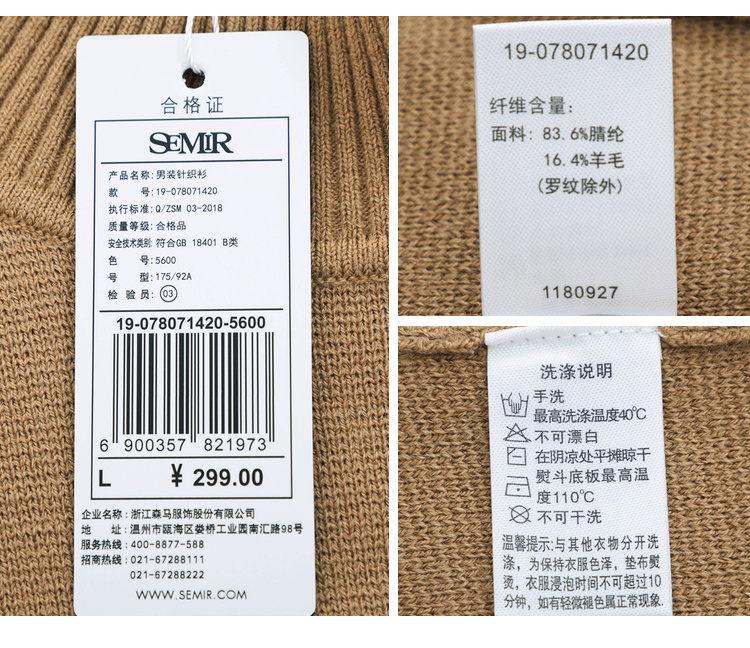 合格证
SEMIR
产品名称:男装针织衫
款 号:19-078071420
执行标准:Q/ZSM 03-2018
质量等级:合格品
安全技术类别:符合GB 18401 B类
色 号:5600
号 型:175/92A
检 验 员:03
19-078071420-5600
6 900357 821973
L ¥ 299.00
企业名称:浙江森马服饰股份有限公司
地 址:温州市瓯海区娄桥工业园南汇路98号
服务热线:400-8877-588
招商热线:021-67288111
021-67288222
WWW.SEMIR.COM
19-078071420
纤维含量:
面料: 83.6%腈纶
16.4%羊毛
(罗纹除外)
1180927
洗涤说明
手洗
最高洗涤温度40℃
不可漂白
在阴凉处平摊晾干
熨斗底板最高温
度110℃
不可干洗
温馨提示:与其他衣物分开洗
涤,为保持衣服色泽,垫布熨
烫,衣服浸泡时间不可超过10
分钟,如有轻微褪色属正常现象.